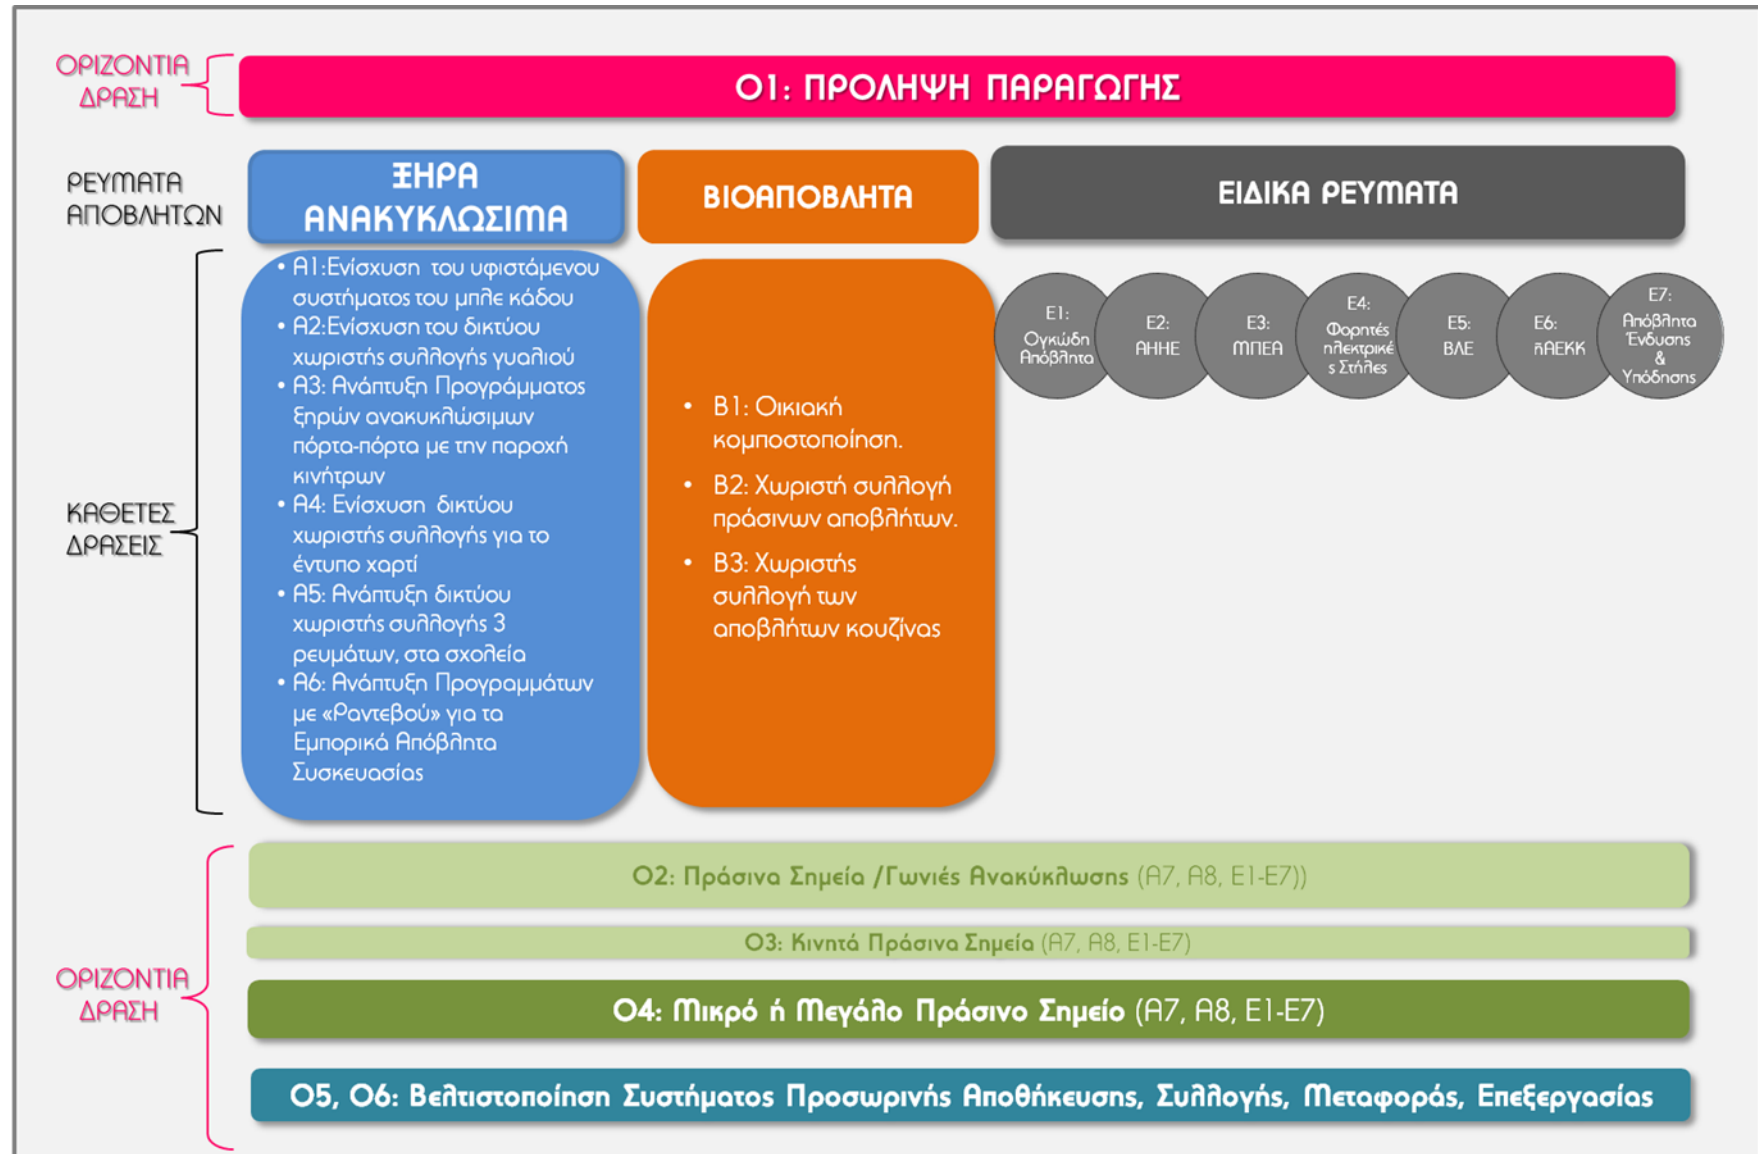 ΟΡΙΖΟΝΤΙΑ
ΔΡΑΣΗ
Ο1: ΠΡΟΛΗΨΗ ΠΑΡΑΓΩΓΗΣ
ΡΕΥΜΑΤΑ
ΑΠΟΒΛΗΤΩΝ
ΞΗΡΑ
ΑΝΑΚΥΚΛΩΣΙΜΑ
ΒΙΟΑΠΟΒΛΗΤΑ
ΕΙΔΙΚΑ ΡΕΥΜΑΤΑ
ΚΑΘΕΤΕΣ
ΔΡΑΣΕΙΣ
• Α1:Ενίσχυση του υφιστάμενου
συστήματος του μπλε κάδου
• Α2:Ενίσχυση του δικτύου
χωριστής συλλογής γυαλιού
• Α3: Ανάπτυξη Προγράμματος
ξηρών ανακυκλώσιμων
πόρτα-πόρτα με την παροχή
κινήτρων
• Α4: Ενίσχυση δικτύου
χωριστής συλλογής για το
έντυπο χαρτί
• Α5: Ανάπτυξη δικτύου
χωριστής συλλογής 3
ρευμάτων, στα σχολεία
• Α6: Ανάπτυξη Προγραμμάτων
με «Ραντεβού» για τα
Εμπορικά Απόβλητα
Συσκευασίας
• Β1: Οικιακή
κομποστοποίηση.
• Β2: Χωριστή συλλογή
πράσινων αποβλήτων.
• Β3: Χωριστής
συλλογή των
αποβλήτων κουζίνας
Ε1:
Ογκώδη
Απόβλητα
Ε2:
ΑΗΗΕ
Ε3:
ΜΠΕΑ
Ε4:
Φορητές
ηλεκτρικέ
ς Στήλες
Ε5:
ΒΛΕ
Ε6:
ñΑΕΚΚ
Ε7:
Απόβλητα
Ένδυσης
&
Υπόδησης
ΟΡΙΖΟΝΤΙΑ
ΔΡΑΣΗ
Ο2: Πράσινα Σημεία /Γωνιές Ανακύκλωσης (Α7, Α8, Ε1-Ε7))
Ο3: Κινητά Πράσινα Σημεία (Α7, Α8, Ε1-Ε7)
Ο4: Μικρό ή Μεγάλο Πράσινο Σημείο (Α7, Α8, Ε1-Ε7)
Ο5, Ο6: Βελτιστοποίηση Συστήματος Προσωρινής Αποθήκευσης, Συλλογής, Μεταφοράς, Επεξεργασίας